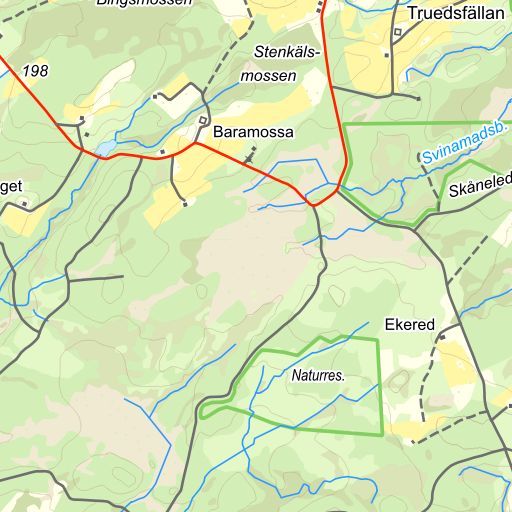 Bingsmossen
Truedsfällan
Stenkäls-
mossen
198
Baramossa
Svinamadsb.
get
Skåneled
Ekered
Naturres.